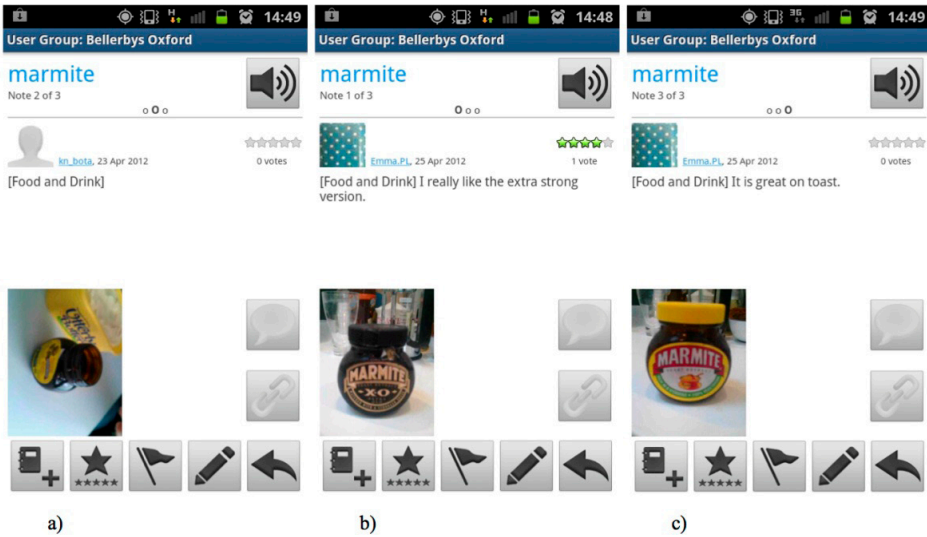 14:49
User Group: Bellerbys Oxford
marmite
Note 2 of 3
kn_bota, 23 Apr 2012
0 votes
[Food and Drink]
a)
H
14:48
User Group: Bellerbys Oxford
marmite
Note 1 of 3
Emma.PL, 25 Apr 2012
1 vote
[Food and Drink] I really like the extra strong
version.
MARMITE
XO
b)
3G
14:49
User Group: Bellerbys Oxford
marmite
Note 3 of 3
Emma.PL, 25 Apr 2012
0 votes
[Food and Drink] It is great on toast.
MARMITE
c)